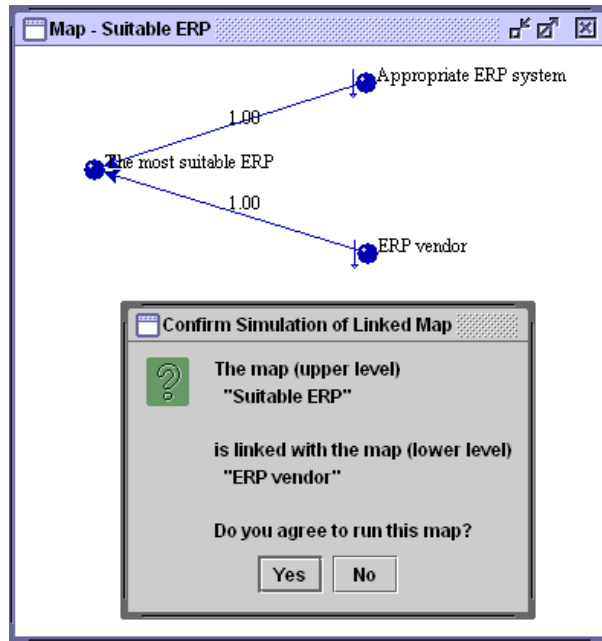 Map - Suitable ERP
Appropriate ERP system
1.00
The most suitable ERP
1.00
ERP vendor
Confirm Simulation of Linked Map
The map (upper level)
"Suitable ERP"
is linked with the map (lower level)
"ERP vendor"
Do you agree to run this map?
Yes No